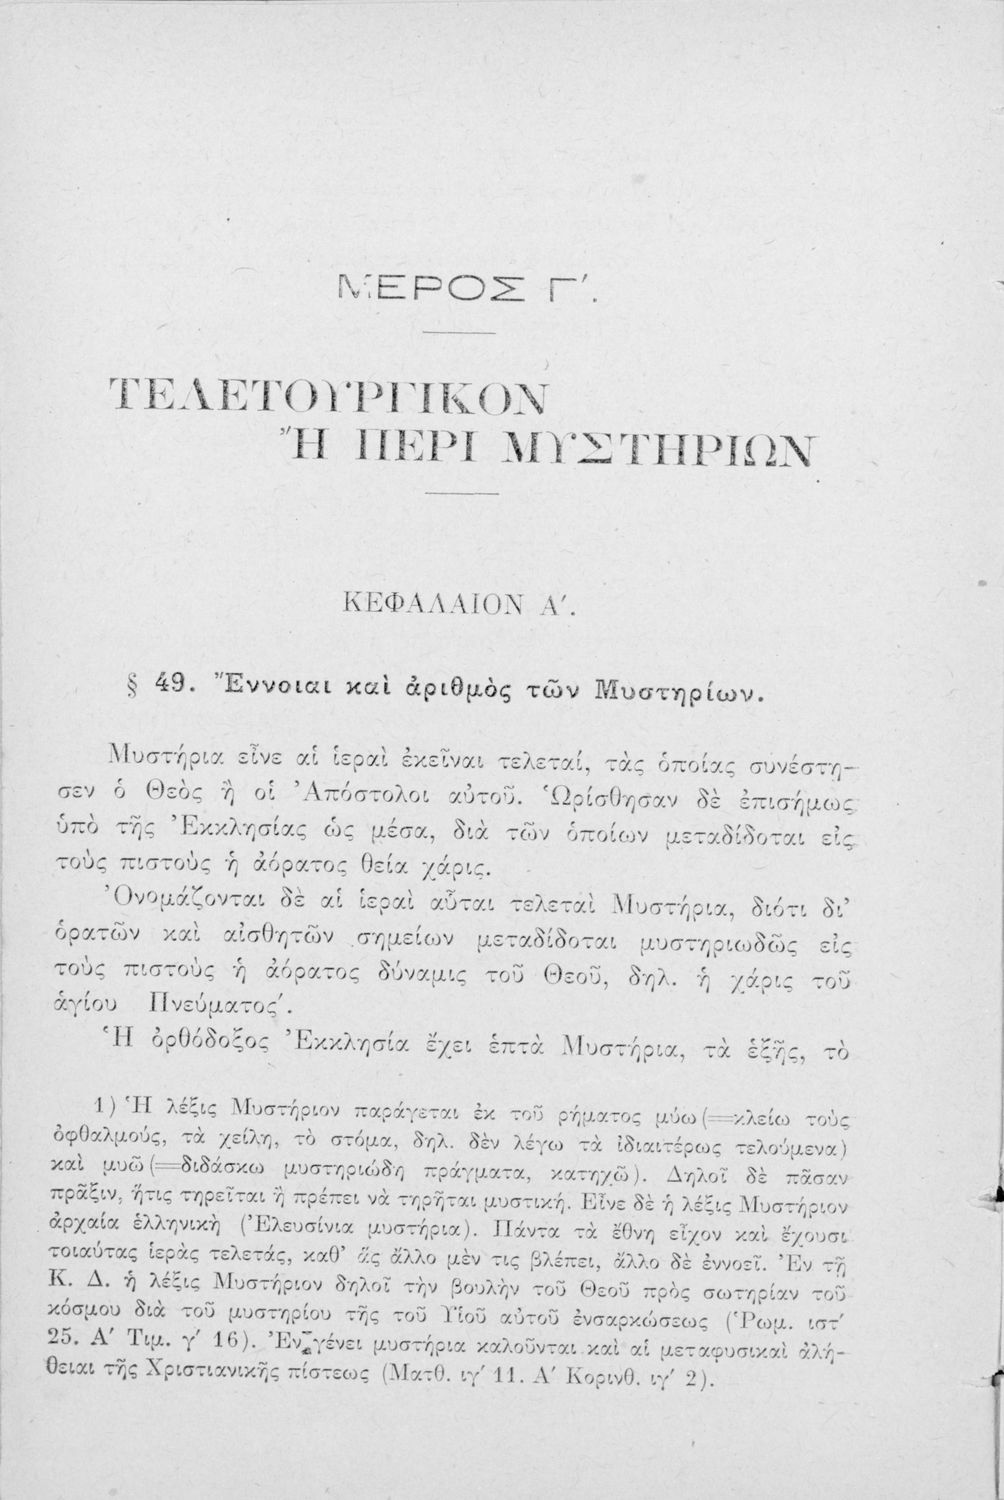 ΜΕΡΟΣ Γ′.
ΤΕΛΕΤΟΥΡΓΙΚΟΝ
Ἢ ΠΕΡΙ ΜΥΣΤΗΡΙΩΝ
ΚΕΦΑΛΑΙΟΝ Α′.
§ 49. Ἔννοιαι καὶ ἀριθμὸς τῶν Μυστηρίων.
Μυστήρια εἶνε αἱ ἱεραὶ ἐκεῖναι τελεταί, τὰς ὁποίας συνέστη-
σεν ὁ Θεὸς ἢ οἱ Ἀπόστολοι αὐτοῦ. Ὡρίσθησαν δὲ ἐπισήμως
ὑπὸ τῆς Ἐκκλησίας ὡς μέσα, διὰ τῶν ὁποίων μεταδίδοται εἰς
τοὺς πιστοὺς ἡ ἀόρατος θεία χάρις.
Ὀνομάζονται δὲ αἱ ἱεραὶ αὗται τελεταὶ Μυστήρια, διότι δι’
ὁρατῶν καὶ αἰσθητῶν σημείων μεταδίδοται μυστηριωδῶς εἰς
τοὺς πιστοὺς ἡ ἀόρατος δύναμις τοῦ Θεοῦ, δηλ. ἡ χάρις τοῦ
ἁγίου Πνεύματος′.
Ἡ ὀρθόδοξος Ἐκκλησία ἔχει ἑπτὰ Μυστήρια, τὰ ἑξῆς, τὸ
1) Ἡ λέξις Μυστήριον παράγεται ἐκ τοῦ ρήματος μύω (=κλείω τοὺς
ὀφθαλμούς, τὰ χείλη, τὸ στόμα, δηλ. δὲν λέγω τὰ ἰδιαιτέρως τελούμενα)
καὶ μυῶ (=διδάσκω μυστηριώδη πράγματα, κατηχῶ). Δηλοῖ δὲ πᾶσαν
πρᾶξιν, ἥτις τηρεῖται ἢ πρέπει νὰ τηρῆται μυστική. Εἶνε δὲ ἡ λέξις Μυστήριον
ἀρχαία ἑλληνικὴ (Ἐλευσίνια μυστήρια). Πάντα τὰ ἔθνη εἶχον καὶ ἔχουσι
τοιαύτας ἱερὰς τελετάς, καθ’ ἃς ἄλλο μὲν τις βλέπει, ἄλλο δὲ ἐννοεῖ. Ἐν τῇ
Κ. Δ. ἡ λέξις Μυστήριον δηλοῖ τὴν βουλὴν τοῦ Θεοῦ πρὸς σωτηρίαν τοῦ
κόσμου διὰ τοῦ μυστηρίου τῆς τοῦ Υἱοῦ αὐτοῦ ἐνσαρκώσεως (Ῥωμ. ιστ′
25. Α′ Τιμ. γ′ 16). Ἐν γένει μυστήρια καλοῦνται καὶ αἱ μεταφυσικαὶ ἀλή-
θειαι τῆς Χριστιανικῆς πίστεως (Ματθ. ιγ′ 11. Α′ Κορινθ. ιγ′ 2).